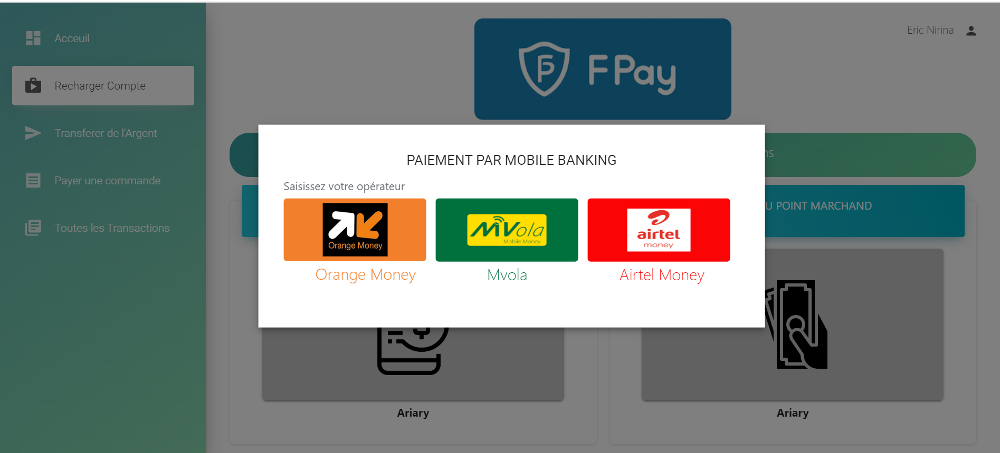 Acceuil
Recharger Compte
Transferer de l'Argent
Payer une commande
Toutes les Transactions
FPay
Eric Nirina
PAIEMENT PAR MOBILE BANKING
Saisissez votre opérateur
Orange Money
MVola
Mobile Money
airtel
money
Orange Money
Mvola
Airtel Money
POINT MARCHAND
Ariary
Ariary